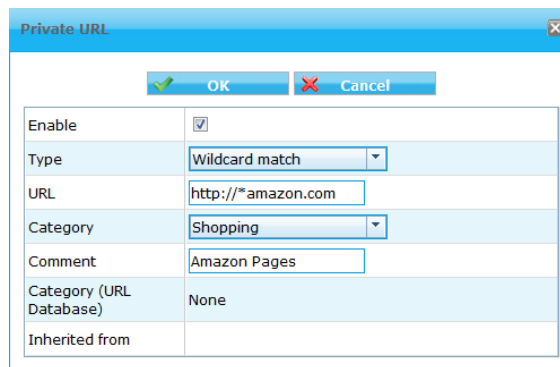 Private URL
OK
Cancel
Enable
Type
Wildcard match
URL
http://*amazon.com
Category
Shopping
Comment
Amazon Pages
Category (URL
Database)
None
Inherited from